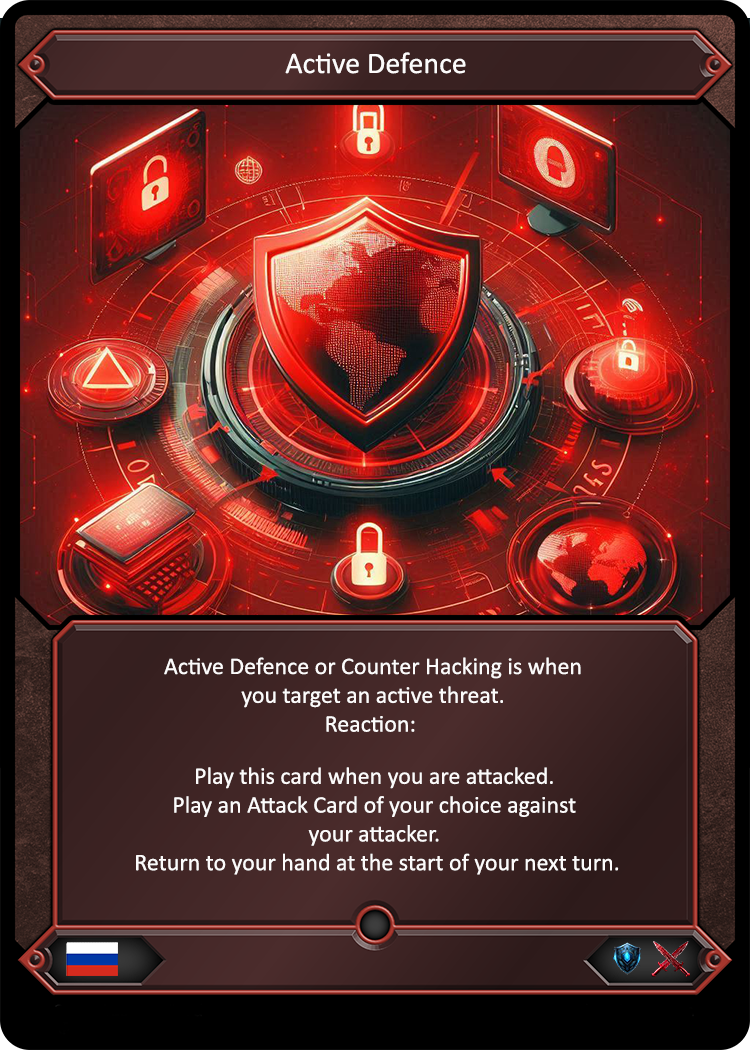 Active Defence
Active Defence or Counter Hacking is when
you target an active threat.
Reaction:
Play this card when you are attacked.
Play an Attack Card of your choice against
your attacker.
Return to your hand at the start of your next turn.